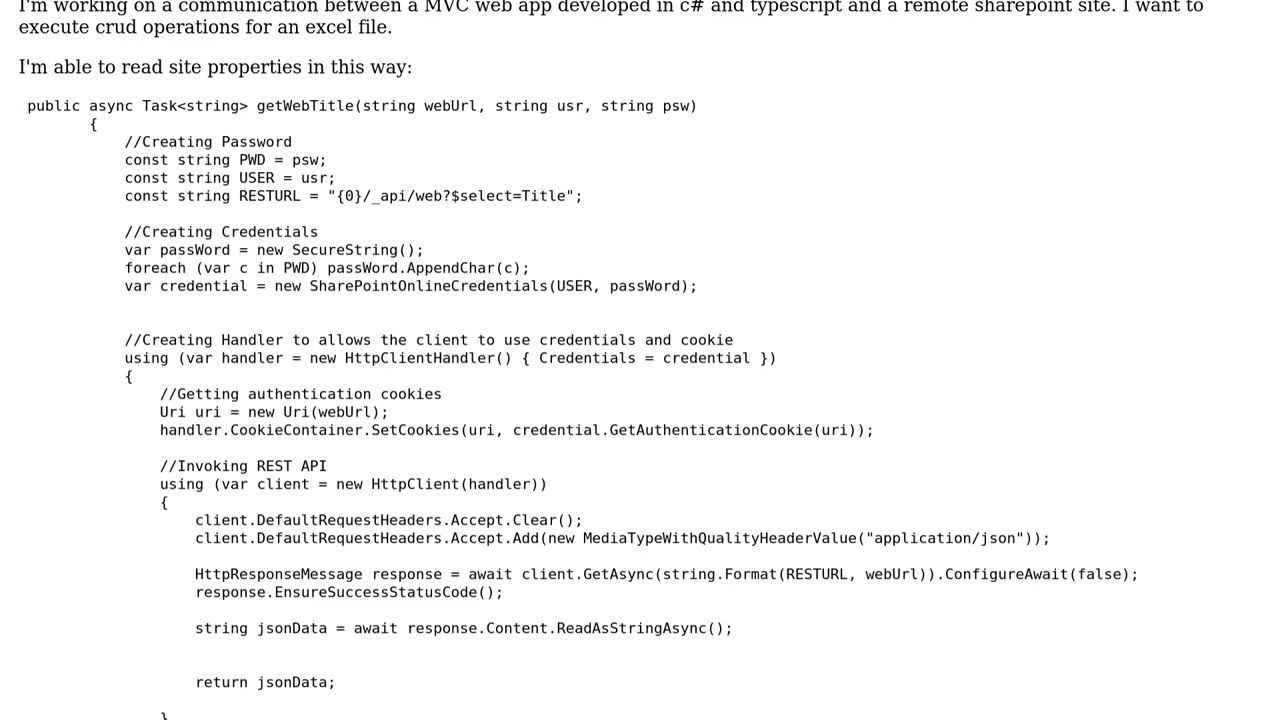 I'm working on a communication between a MVC web app developed in c# and typescript and a remote sharepoint site. I want to
execute crud operations for an excel file.
I'm able to read site properties in this way:
public async Task<string> getWebTitle(string webUrl, string usr, string psw)
{
//Creating Password
const string PWD = psw;
const string USER = usr;
const string RESTURL = "{0}/_api/web?$select=Title";
//Creating Credentials
var passWord = new SecureString();
foreach (var c in PWD) passWord.AppendChar(c);
var credential = new SharePointOnlineCredentials(USER, passWord);
//Creating Handler to allows the client to use credentials and cookie
using (var handler = new HttpClientHandler() { Credentials = credential })
{
//Getting authentication cookies
Uri uri = new Uri(webUrl);
handler.CookieContainer.SetCookies(uri, credential.GetAuthenticationCookie(uri));
//Invoking REST API
using (var client = new HttpClient(handler))
{
client.DefaultRequestHeaders.Accept.Clear();
client.DefaultRequestHeaders.Accept.Add(new MediaTypeWithQualityHeaderValue("application/json"));
HttpResponseMessage response = await client.GetAsync(string.Format(RESTURL, webUrl)).ConfigureAwait(false);
response.EnsureSuccessStatusCode();
string jsonData = await response.Content.ReadAsStringAsync();
return jsonData;
}